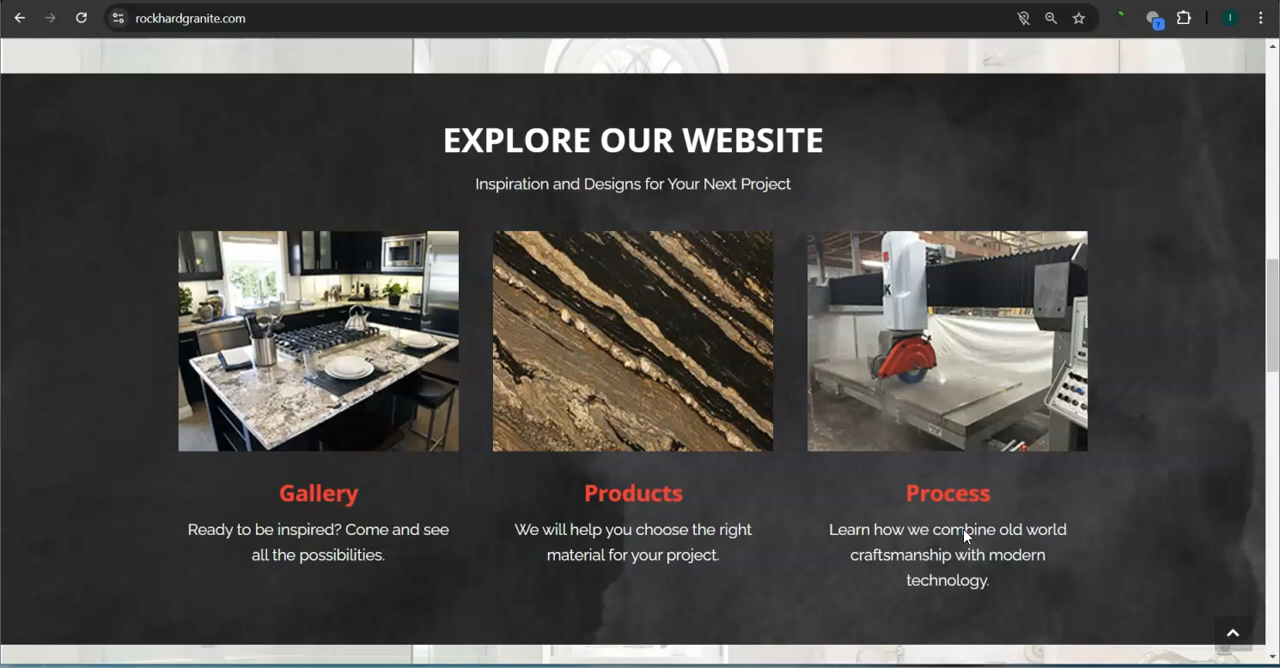 rockhardgranite.com
EXPLORE OUR WEBSITE
Inspiration and Designs for Your Next Project
Gallery
Products
Process
Ready to be inspired? Come and see
all the possibilities.
We will help you choose the right
material for your project.
Learn how we combine old world
craftsmanship with modern
technology.